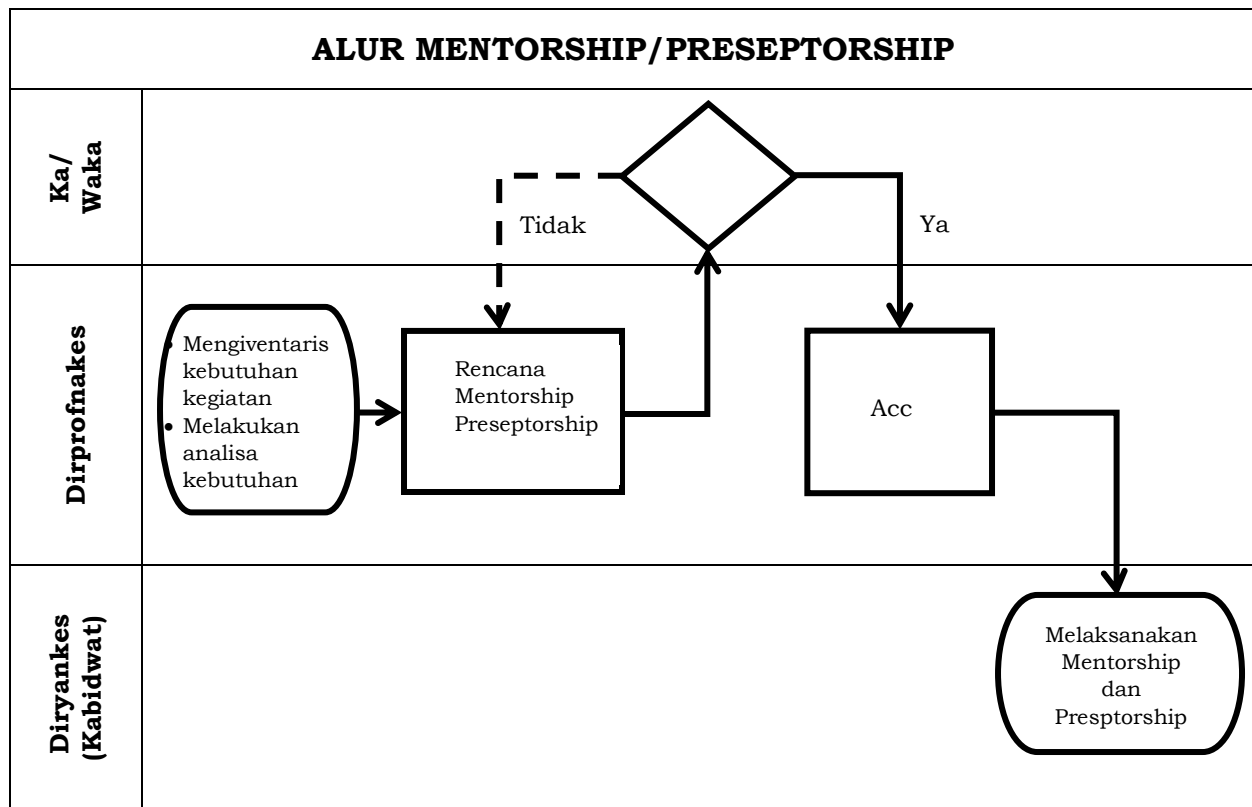 ALUR MENTORSHIP/PRESEPTORSHIP
Ka/
Waka
Tidak
Ya
Dirprofnakes
• Mengiventaris
kebutuhan
kegiatan
• Melakukan
analisa
kebutuhan
Rencana
Mentorship
Preseptorship
Acc
Diryankes
(Kabidwat)
Melaksanakan
Mentorship
dan
Presptorship